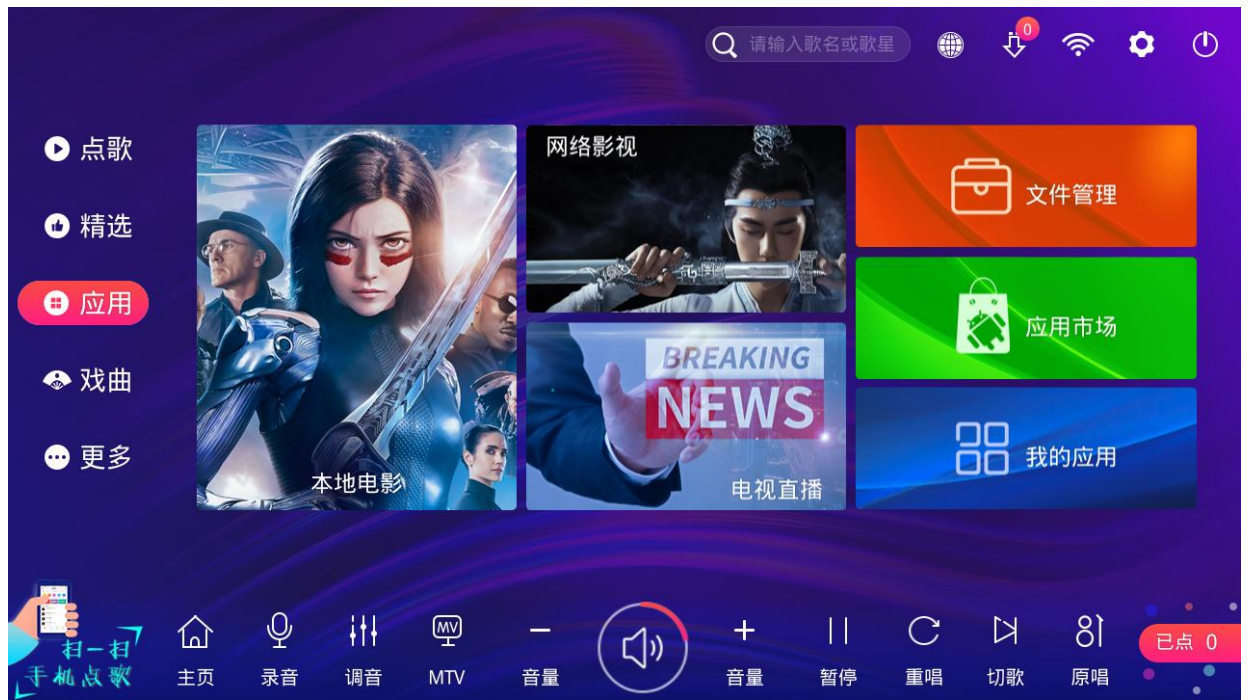 请输入歌名或歌星
0
点歌
精选
应用
戏曲
更多
本地电影
网络影视
BREAKING
NEWS
电视直播
文件管理
应用市场
我的应用
扫一扫
手机点歌
主页
录音
调音
MV
MTV
音量
音量
暂停
重唱
切歌
原唱
已点 0